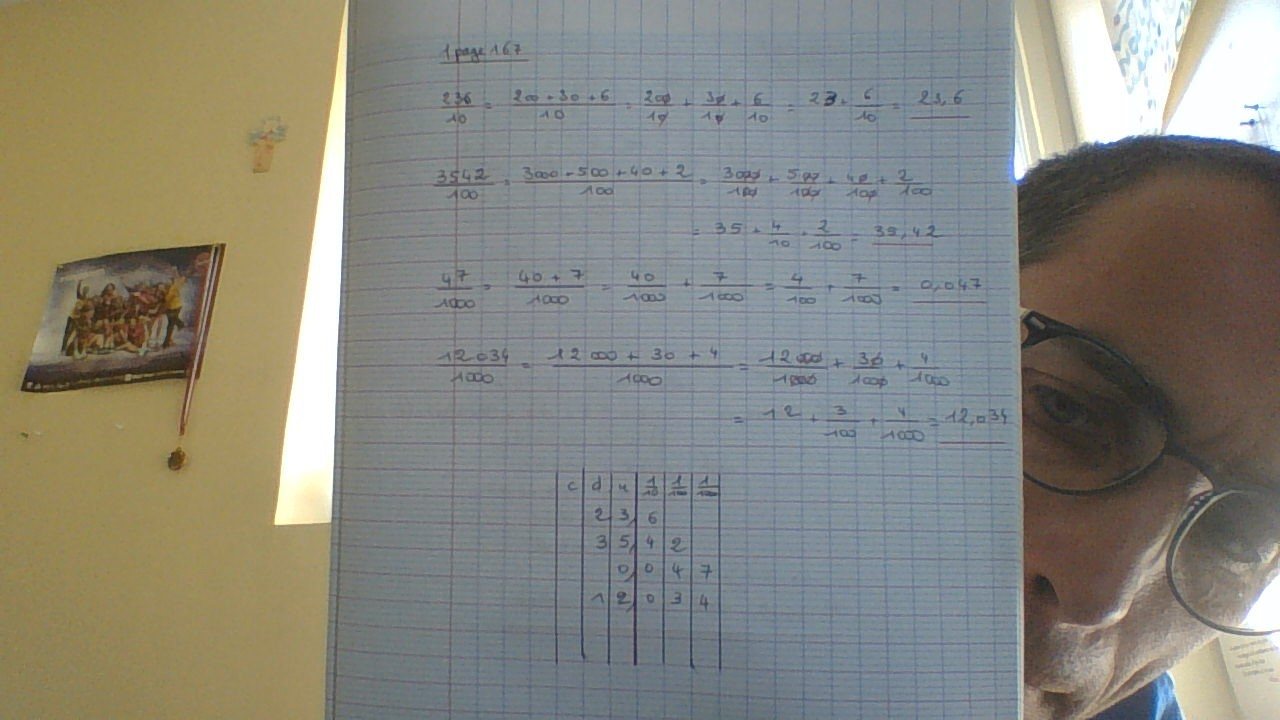 1 page 167
236/10 = 200 + 30 + 6/10 = 200/10 + 30/10 + 6/10 = 23 + 6/10 = 23,6
3542/100 = 3000 + 500 + 40 + 2/100 = 3000/100 + 500/100 + 40/100 + 2/100
= 35 + 4/10 + 2/100 = 35,42
47/1000 = 40 + 7/1000 = 40/1000 + 7/1000 = 4/100 + 7/1000 = 0,047
12 034/1000 = 12 000 + 30 + 4/1000 = 12 000/1000 + 30/1000 + 4/1000
= 12 + 3/100 + 4/1000 = 12,034
c d u 1/10 1/100 1/1000
2 3, 6
3 5, 4 2
0, 0 4 7
1 2, 0 3 4